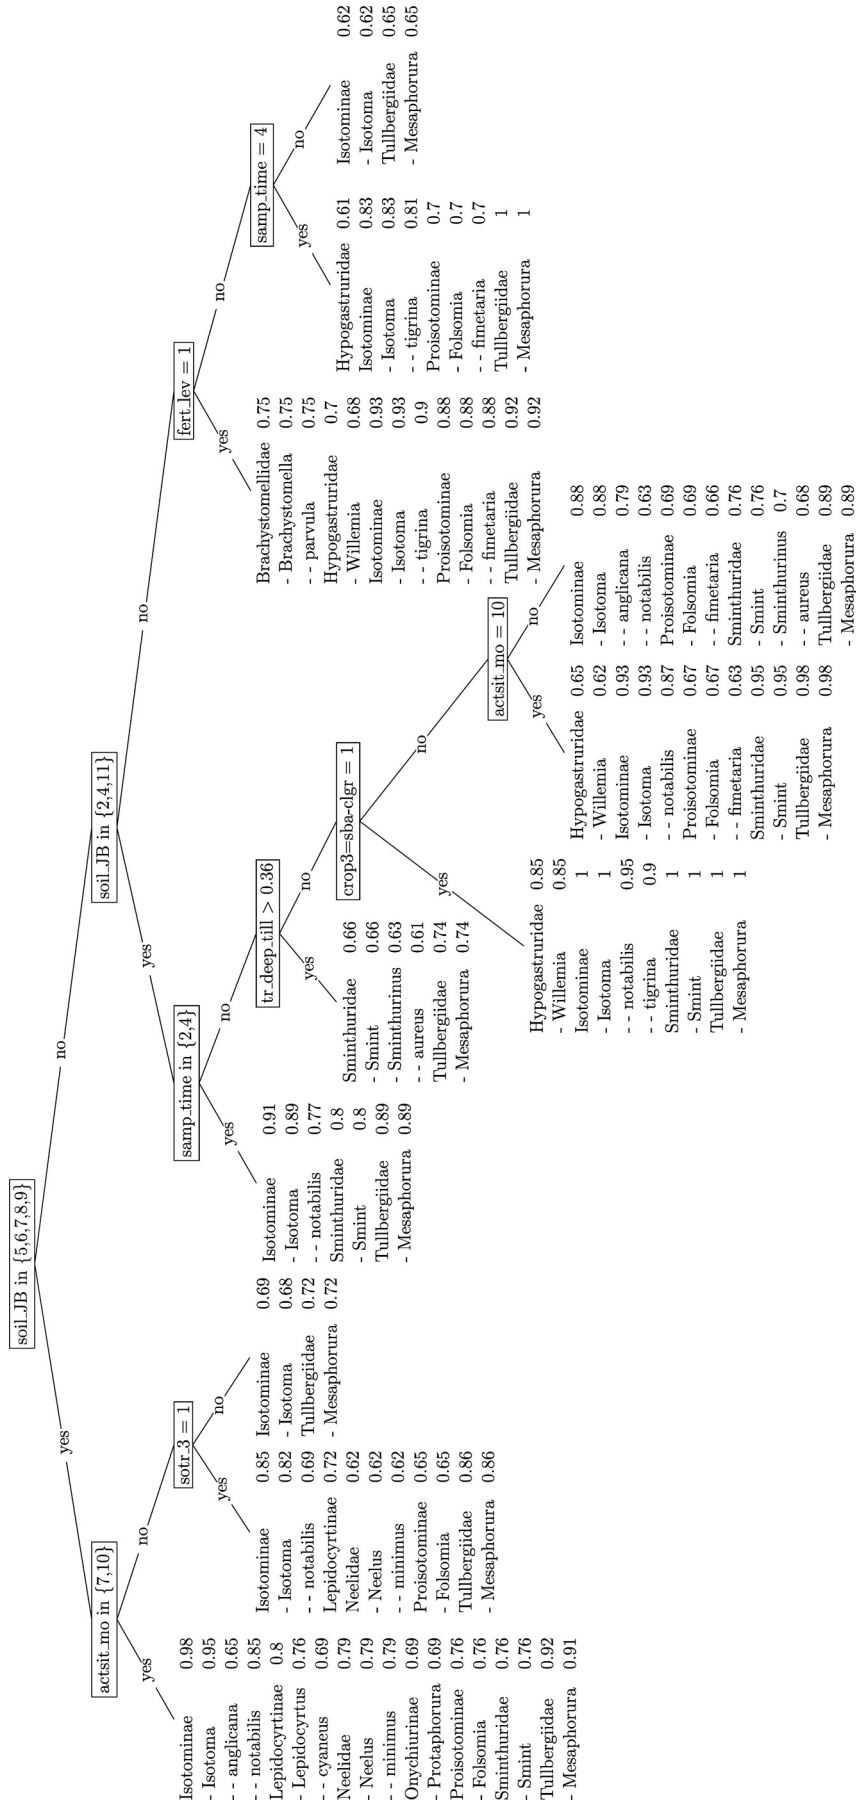 soil_JB in {5,6,7,8,9}
yes
no
actsit_mo in {7,10}
soil_JB in {2,4,11}
yes
no
yes
no
sotr_3 = 1
samp_time in {2,4}
fert_lev = 1
yes
no
yes
no
yes
no
Isotominae 0.98
- Isotoma 0.95
- - anglicana 0.65
- - notabilis 0.85
Lepidocyrtinae 0.8
- Lepidocyrtus 0.76
- - cyaneus 0.69
Neelidae 0.79
- Neelus 0.79
- - minimus 0.79
Onychiurinae 0.69
- Protaphorura 0.69
Proisotominae 0.76
- Folsomia 0.76
Sminthuridae 0.76
- Smint 0.76
Tullbergiidae 0.92
- Mesaphorura 0.91
Isotominae 0.85
- Isotoma 0.82
- - notabilis 0.69
Lepidocyrtinae 0.72
Neelidae 0.62
- Neelus 0.62
- - minimus 0.62
Proisotominae 0.65
- Folsomia 0.65
Tullbergiidae 0.86
- Mesaphorura 0.86
Isotominae 0.69
- Isotoma 0.68
Tullbergiidae 0.72
- Mesaphorura 0.72
Isotominae 0.91
- Isotoma 0.89
- - notabilis 0.77
Sminthuridae 0.8
- Smint 0.8
Tullbergiidae 0.89
- Mesaphorura 0.89
tr_deep_till > 0.36
yes
no
Sminthuridae 0.66
- Smint 0.66
- Sminthurinus 0.63
- - aureus 0.61
Tullbergiidae 0.74
- Mesaphorura 0.74
crop3=sba-clgr = 1
yes
no
Hypogastruridae 0.85
- Willemia 0.85
Isotominae 1
- Isotoma 1
- - notabilis 0.95
- - tigrina 0.9
Sminthuridae 1
- Smint 1
Tullbergiidae 1
- Mesaphorura 1
actsit_mo = 10
yes
no
Hypogastruridae 0.65
- Willemia 0.62
Isotominae 0.93
- Isotoma 0.93
- - notabilis 0.87
Proisotominae 0.67
- Folsomia 0.67
- - fimetaria 0.63
Sminthuridae 0.95
- Smint 0.95
Tullbergiidae 0.98
- Mesaphorura 0.98
Isotominae 0.88
- Isotoma 0.88
- - anglicana 0.79
- - notabilis 0.63
Proisotominae 0.69
- Folsomia 0.69
- - fimetaria 0.66
Sminthuridae 0.76
- Smint 0.76
- Sminthurinus 0.7
- - aureus 0.68
Tullbergiidae 0.89
- Mesaphorura 0.89
Brachystomellidae 0.75
- Brachystomella 0.75
- - parvula 0.75
Hypogastruridae 0.7
- Willemia 0.68
Isotominae 0.93
- Isotoma 0.93
- - tigrina 0.9
Proisotominae 0.88
- Folsomia 0.88
- - fimetaria 0.88
Tullbergiidae 0.92
- Mesaphorura 0.92
samp_time = 4
yes
no
Hypogastruridae 0.61
Isotominae 0.83
- Isotoma 0.83
- - tigrina 0.81
Proisotominae 0.7
- Folsomia 0.7
- - fimetaria 0.7
Tullbergiidae 1
- Mesaphorura 1
Isotominae 0.62
- Isotoma 0.62
Tullbergiidae 0.65
- Mesaphorura 0.65